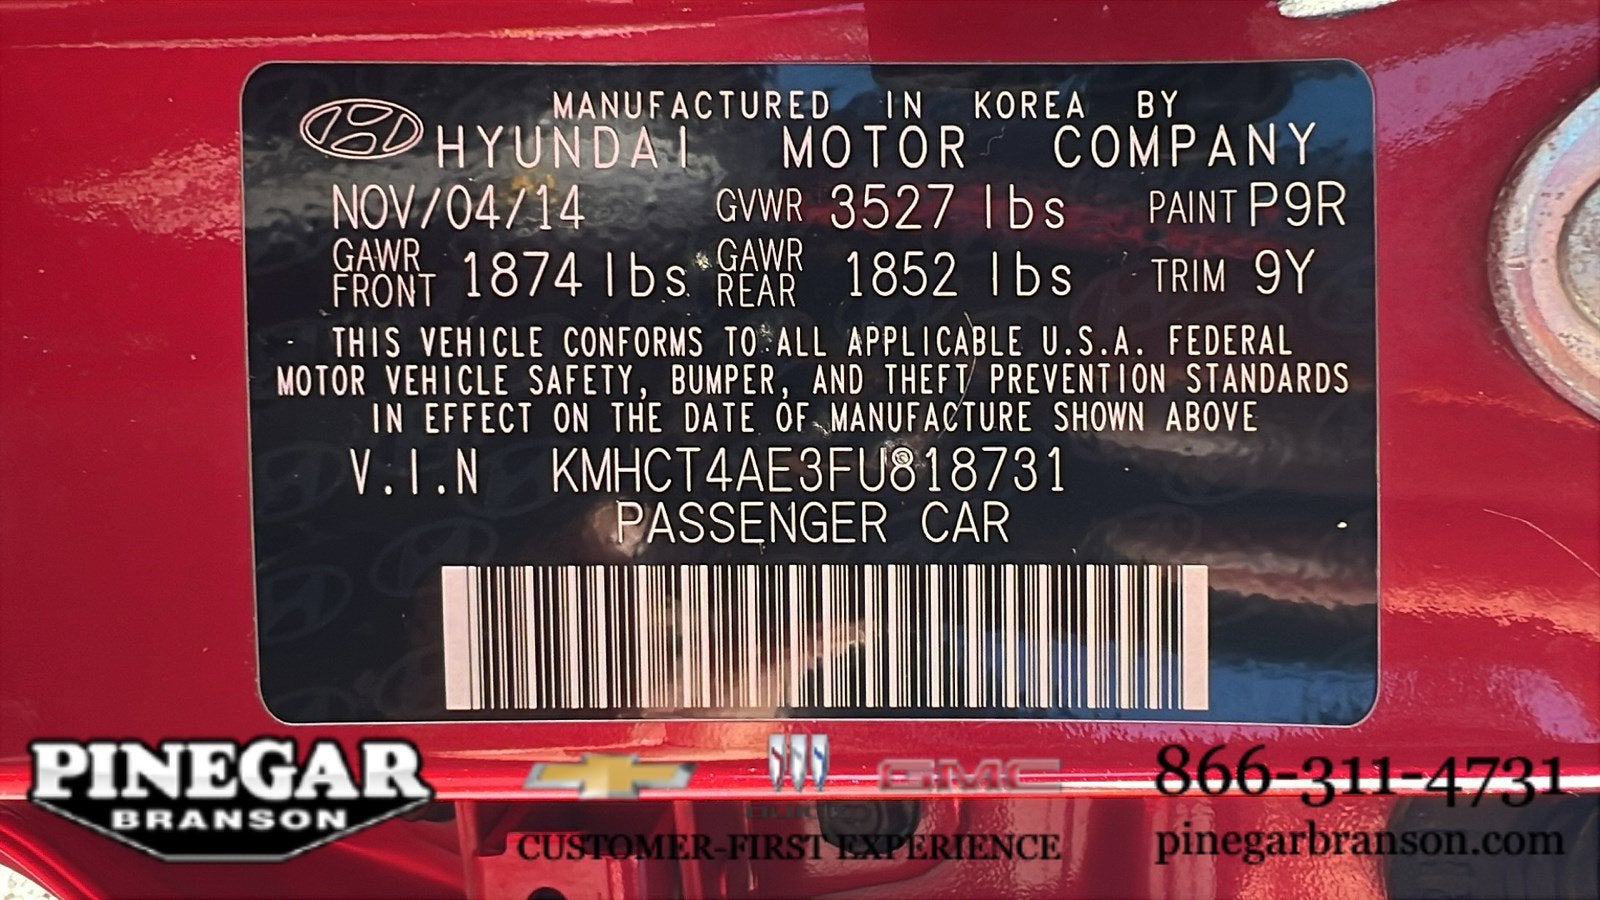 MANUFACTURED IN KOREA BY
HYUNDAI MOTOR COMPANY
NOV/04/14 GVWR 3527 lbs PAINT P9R
GAWR FRONT 1874 lbs GAWR REAR 1852 lbs TRIM 9Y
THIS VEHICLE CONFORMS TO ALL APPLICABLE U.S.A. FEDERAL
MOTOR VEHICLE SAFETY, BUMPER, AND THEFT PREVENTION STANDARDS
IN EFFECT ON THE DATE OF MANUFACTURE SHOWN ABOVE
V.I.N KMHCT4AE3FU818731
PASSENGER CAR
PINEGAR
BRANSON
GMC
CUSTOMER-FIRST EXPERIENCE
866-311-4731
pinegarbranson.com